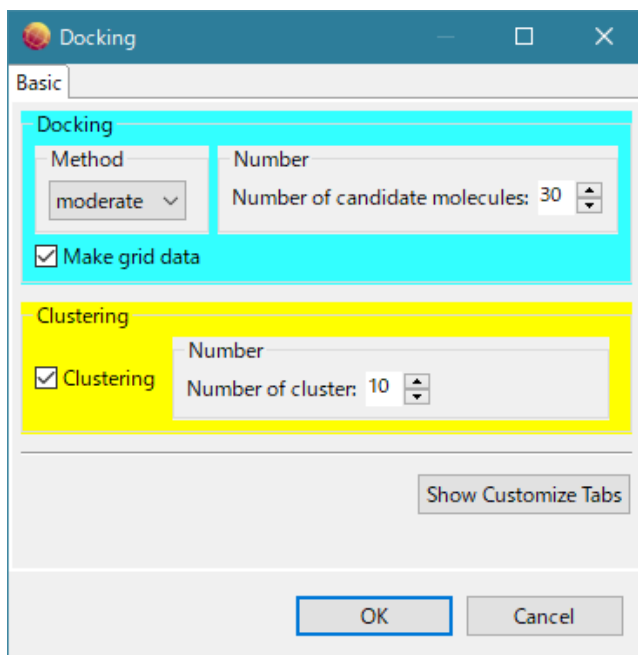 Docking
Basic
Docking
Method
Number
moderate
Number of candidate molecules: 30
Make grid data
Clustering
Number
Clustering
Number of cluster: 10
Show Customize Tabs
OK
Cancel